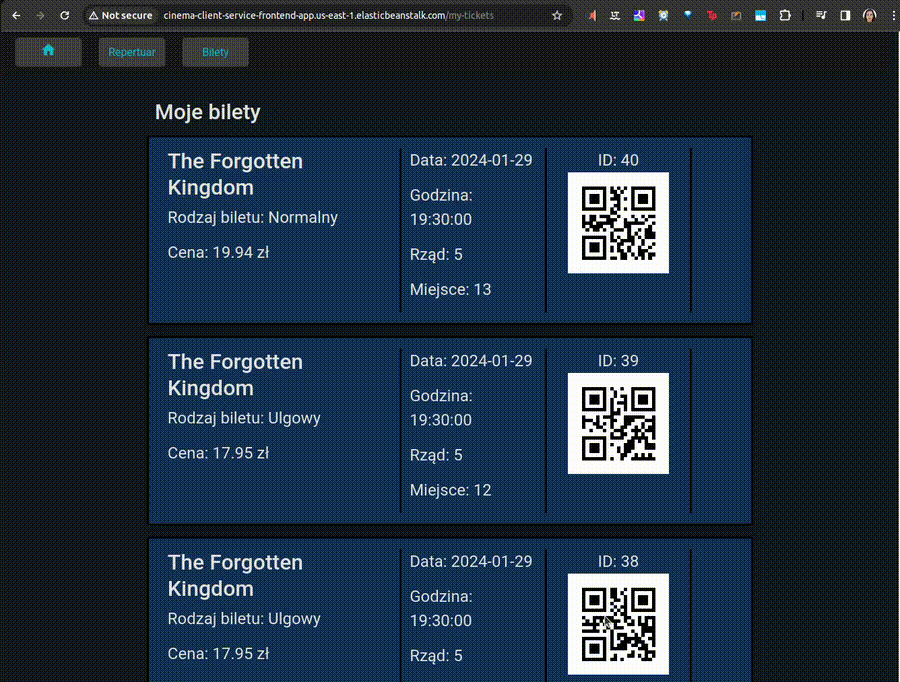 Not secure
cinema-client-service-frontend-app.us-east-1.elasticbeanstalk.com/my-tickets
Repertuar
Bilety
Moje bilety
The Forgotten
Kingdom
Rodzaj biletu: Normalny
Cena: 19.94 zł
Data: 2024-01-29
Godzina:
19:30:00
Rząd: 5
Miejsce: 13
ID: 40
The Forgotten
Kingdom
Rodzaj biletu: Ulgowy
Cena: 17.95 zł
Data: 2024-01-29
Godzina:
19:30:00
Rząd: 5
Miejsce: 12
ID: 39
The Forgotten
Kingdom
Rodzaj biletu: Ulgowy
Cena: 17.95 zł
Data: 2024-01-29
Godzina:
19:30:00
Rząd: 5
ID: 38